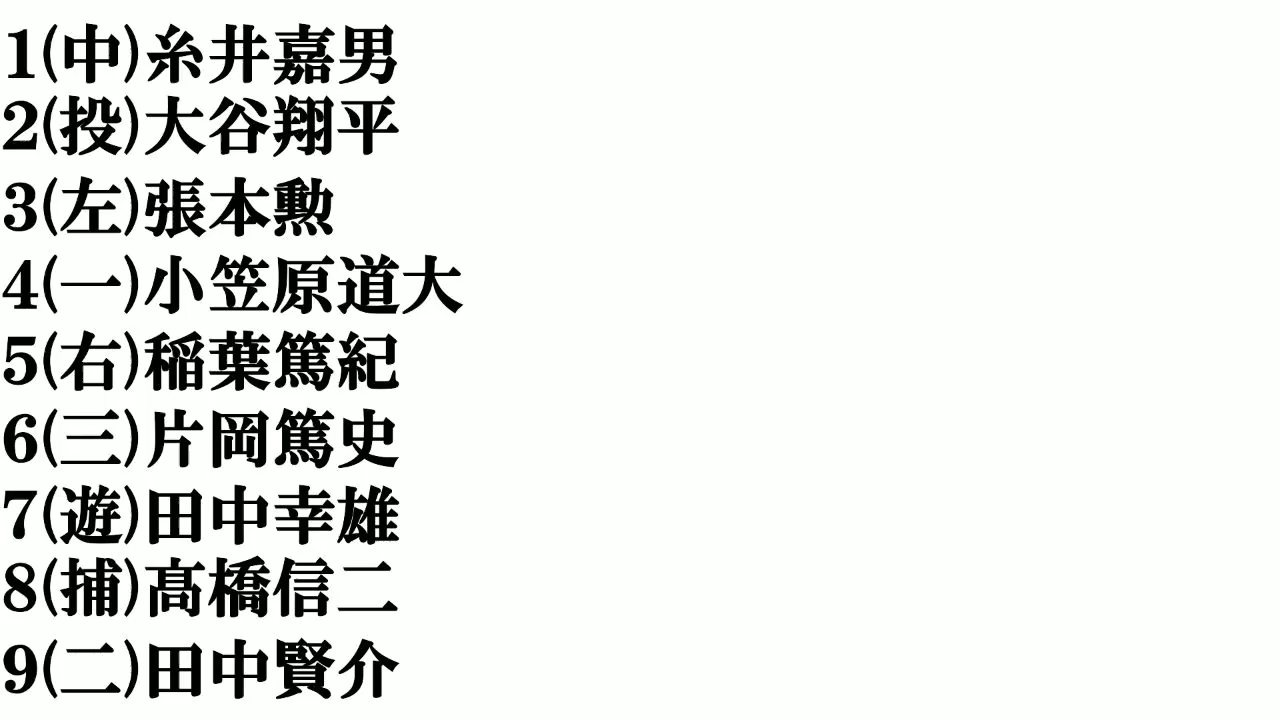 1(中)糸井嘉男
2(投)大谷翔平
3(左)張本勲
4(一)小笠原道大
5(右)稲葉篤紀
6(三)片岡篤史
7(遊)田中幸雄
8(捕)髙橋信二
9(二)田中賢介